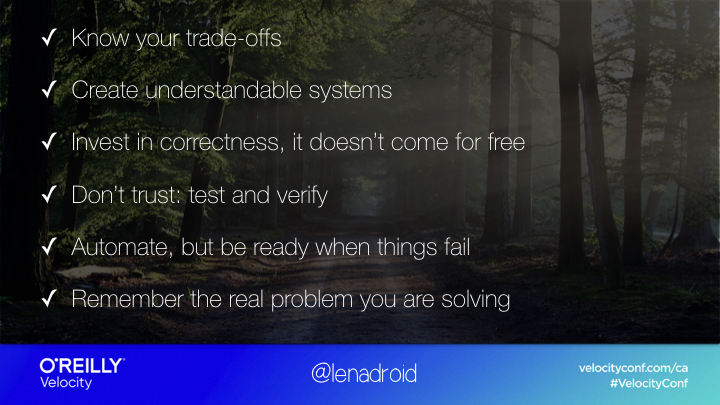 ✓ Know your trade-offs
✓ Create understandable systems
✓ Invest in correctness, it doesn’t come for free
✓ Don’t trust: test and verify
✓ Automate, but be ready when things fail
✓ Remember the real problem you are solving
O'REILLY®
Velocity
@lenadroid
velocityconf.com/ca
#VelocityConf